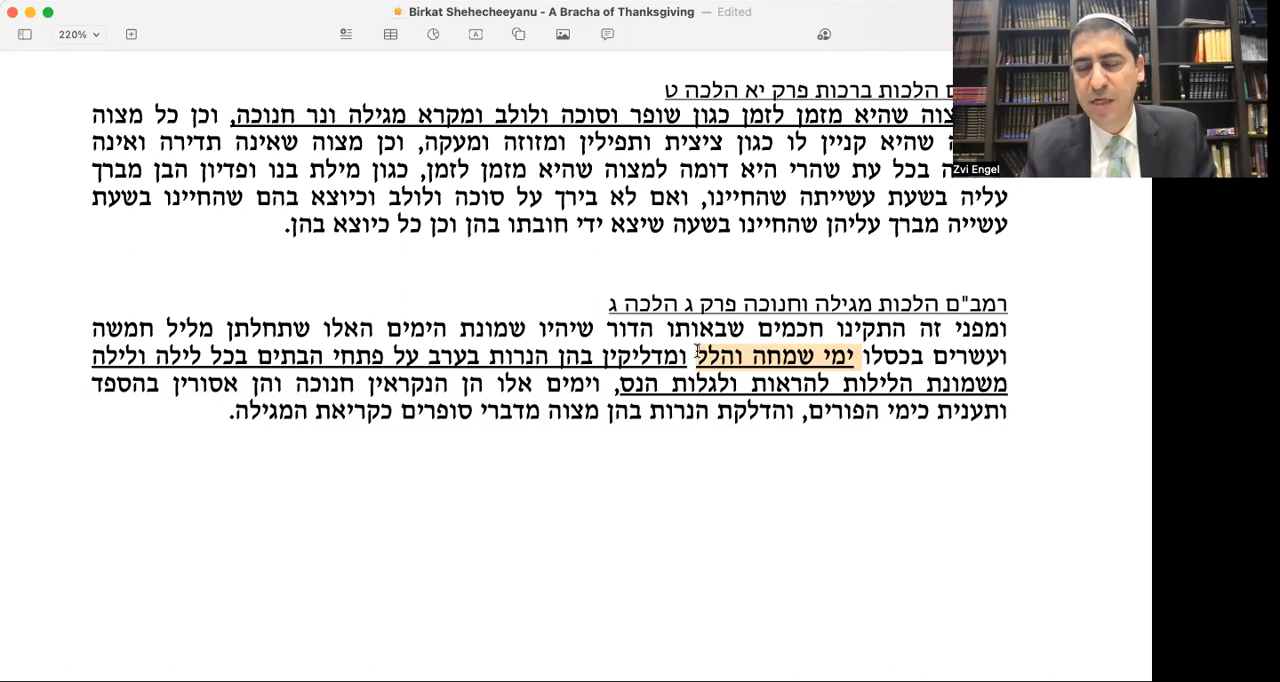 Birkat Shehecheeyanu - A Bracha of Thanksgiving — Edited
220%
הלכות ברכות פרק יא הלכה ט
שהיא מזמן לזמן כגון שופר וסוכה ולולב ומקרא מגילה ונר חנוכה, וכן כל מצוה
שהיא קניין לו כגון ציצית ותפילין ומזוזה ומעקה, וכן מצוה שאינה תדירה ואינה
בכל עת שהרי היא דומה למצוה שהיא מזמן לזמן, כגון מילת בנו ופדיון הבן מברך
עליה בשעת עשייתה שהחיינו, ואם לא בירך על סוכה ולולב וכיוצא בהם שהחיינו בשעת
עשייה מברך עליהן שהחיינו בשעה שיצא ידי חובתו בהן וכן כל כיוצא בהן.
Zvi Engel
רמב"ם הלכות מגילה וחנוכה פרק ג הלכה ג
ומפני זה התקינו חכמים שבאותו הדור שיהיו שמונת הימים האלו שתחלתן מליל חמשה
ועשרים בכסלו ימי שמחה והלל ומדליקין בהן הנרות בערב על פתחי הבתים בכל לילה ולילה
משמונת הלילות להראות ולגלות הנס, וימים אלו הן הנקראין חנוכה והן אסורין בהספד
ותענית כימי הפורים, והדלקת הנרות בהן מצוה מדברי סופרים כקריאת המגילה.